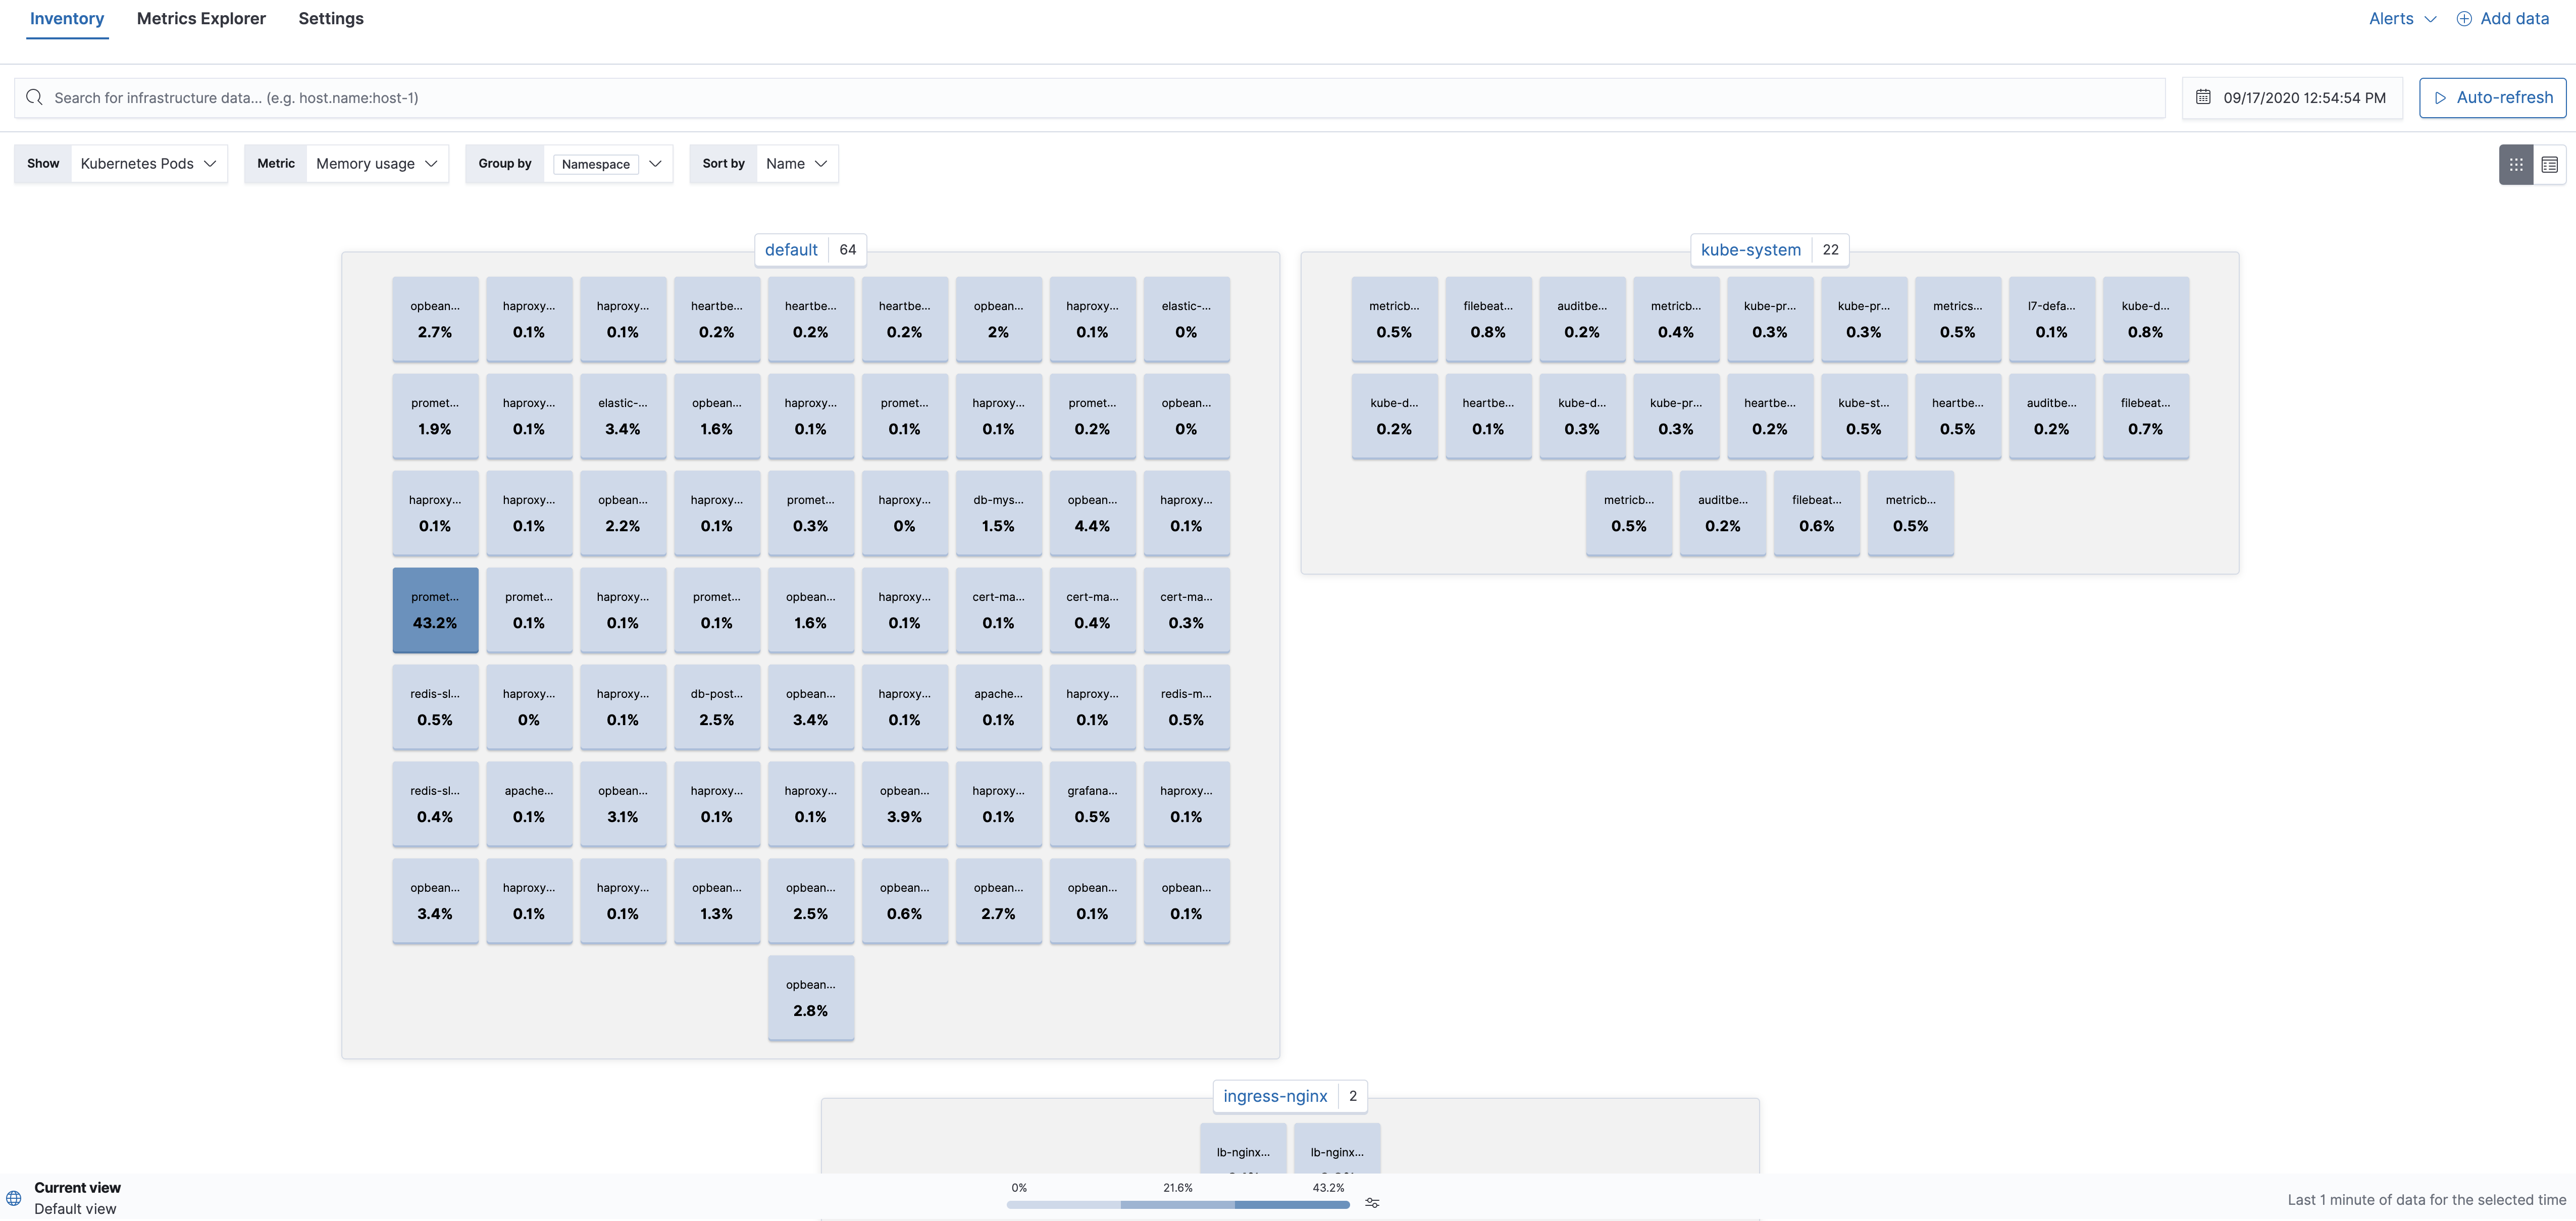 Inventory Metrics Explorer Settings Alerts Add data
Search for infrastructure data... (e.g. host.name:host-1) 09/17/2020 12:54:54 PM Auto-refresh
Show Kubernetes Pods Metric Memory usage Group by Namespace Sort by Name
default 64
opbean... haproxy... haproxy... heartbe... heartbe... heartbe... opbean... haproxy... elastic-...
2.7% 0.1% 0.1% 0.2% 0.2% 0.2% 2% 0.1% 0%
promet... haproxy... elastic-... opbean... haproxy... promet... haproxy... promet... opbean...
1.9% 0.1% 3.4% 1.6% 0.1% 0.1% 0.1% 0.2% 0%
haproxy... haproxy... opbean... haproxy... promet... haproxy... db-mys... opbean... haproxy...
0.1% 0.1% 2.2% 0.1% 0.3% 0% 1.5% 4.4% 0.1%
promet... promet... haproxy... promet... opbean... haproxy... cert-ma... cert-ma... cert-ma...
43.2% 0.1% 0.1% 0.1% 1.6% 0.1% 0.1% 0.4% 0.3%
redis-sl... haproxy... haproxy... db-post... opbean... haproxy... apache... haproxy... redis-m...
0.5% 0% 0.1% 2.5% 3.4% 0.1% 0.1% 0.1% 0.5%
redis-sl... apache... opbean... haproxy... haproxy... opbean... haproxy... grafana... haproxy...
0.4% 0.1% 3.1% 0.1% 0.1% 3.9% 0.1% 0.5% 0.1%
opbean... haproxy... haproxy... opbean... opbean... opbean... opbean... opbean... opbean...
3.4% 0.1% 0.1% 1.3% 2.5% 0.6% 2.7% 0.1% 0.1%
opbean...
2.8%
kube-system 22
metricb... filebeat... auditbe... metricb... kube-pr... kube-pr... metrics... l7-defa... kube-d...
0.5% 0.8% 0.2% 0.4% 0.3% 0.3% 0.5% 0.1% 0.8%
kube-d... heartbe... kube-d... kube-pr... heartbe... kube-st... heartbe... auditbe... filebeat...
0.2% 0.1% 0.3% 0.3% 0.2% 0.5% 0.5% 0.2% 0.7%
metricb... auditbe... filebeat... metricb...
0.5% 0.2% 0.6% 0.5%
ingress-nginx 2
lb-nginx... lb-nginx...
Current view
Default view
0% 21.6% 43.2%
Last 1 minute of data for the selected time